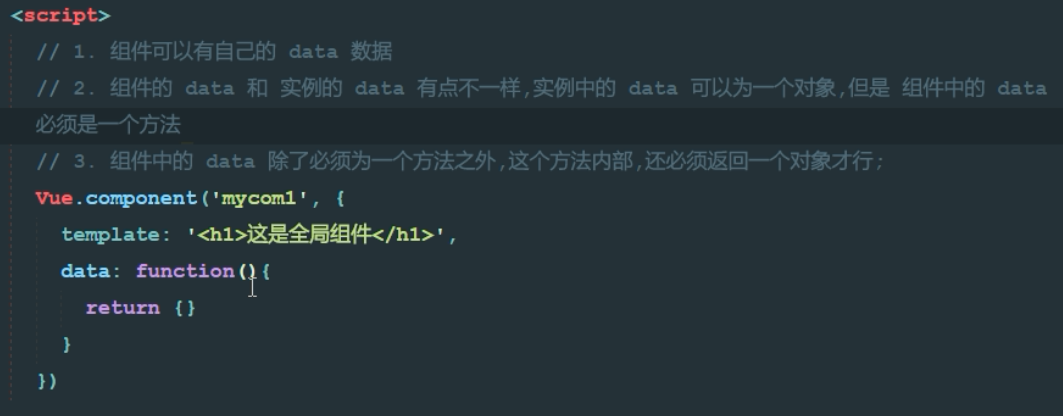 <script>
// 1. 组件可以有自己的 data 数据
// 2. 组件的 data 和 实例的 data 有点不一样,实例中的 data 可以为一个对象,但是 组件中的 data
必须是一个方法
// 3. 组件中的 data 除了必须为一个方法之外,这个方法内部,还必须返回一个对象才行;
Vue.component('mycom1', {
template: '<h1>这是全局组件</h1>',
data: function(){
return {}
}
})